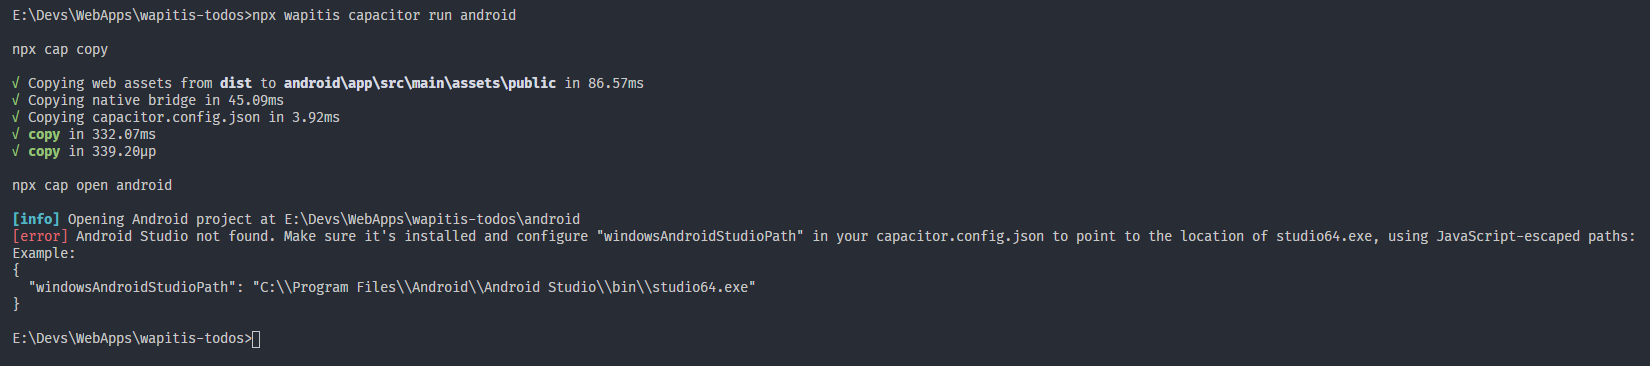 E:\Devs\WebApps\wapitis-todos>npx wapitis capacitor run android
npx cap copy
√ Copying web assets from dist to android\app\src\main\assets\public in 86.57ms
√ Copying native bridge in 45.09ms
√ Copying capacitor.config.json in 3.92ms
√ copy in 332.07ms
√ copy in 339.20μp
npx cap open android
[info] Opening Android project at E:\Devs\WebApps\wapitis-todos\android
[error] Android Studio not found. Make sure it's installed and configure "windowsAndroidStudioPath" in your capacitor.config.json to point to the location of studio64.exe, using JavaScript-escaped paths:
Example:
{
  "windowsAndroidStudioPath": "C:\\Program Files\\Android\\Android Studio\\bin\\studio64.exe"
}
E:\Devs\WebApps\wapitis-todos>